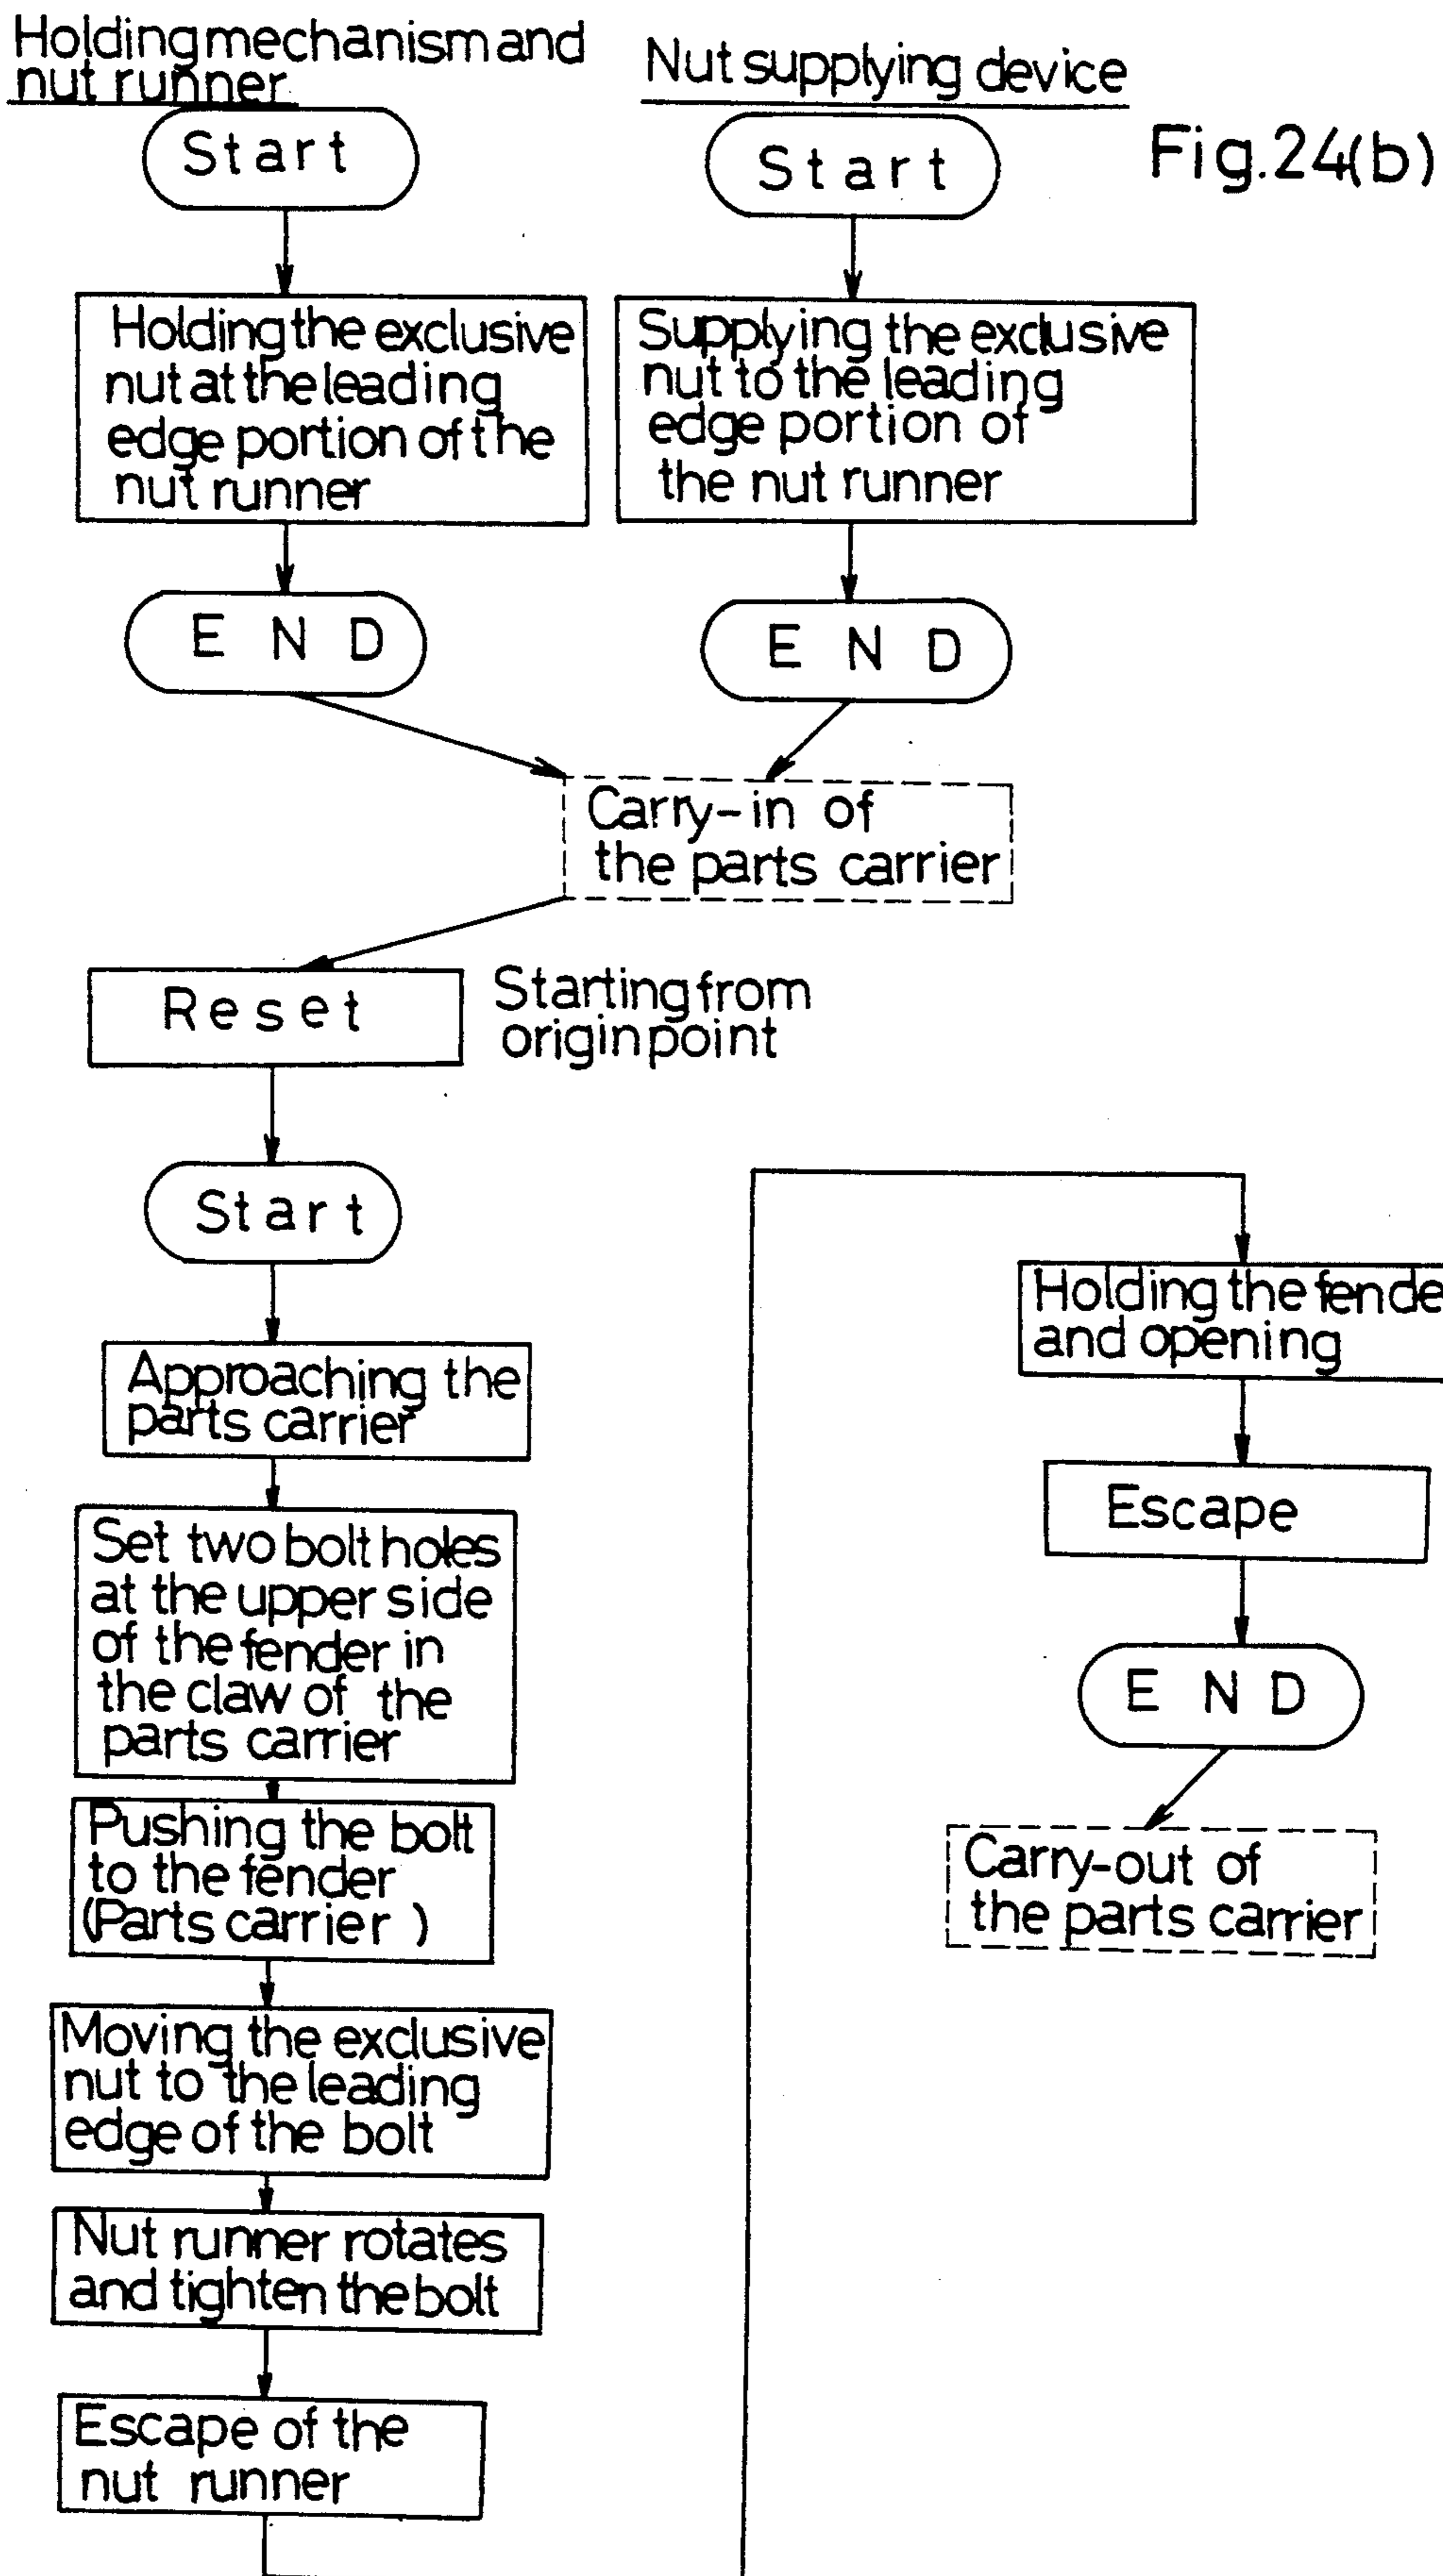 Holding mechanism and
nut runner
Nut supplying device
Fig.24(b)
Start
Start
Holding the exclusive
nut at the leading
edge portion of the
nut runner
Supplying the exclusive
nut to the leading
edge portion of
the nut runner
END
END
Carry-in of
the parts carrier
Reset
Starting from
origin point
Start
Approaching the
parts carrier
Set two bolt holes
at the upper side
of the fender in
the claw of the
parts carrier
Pushing the bolt
to the fender
(Parts carrier)
Moving the exclusive
nut to the leading
edge of the bolt
Nut runner rotates
and tighten the bolt
Escape of the
nut runner
Holding the fende
and opening
Escape
END
Carry-out of
the parts carrier